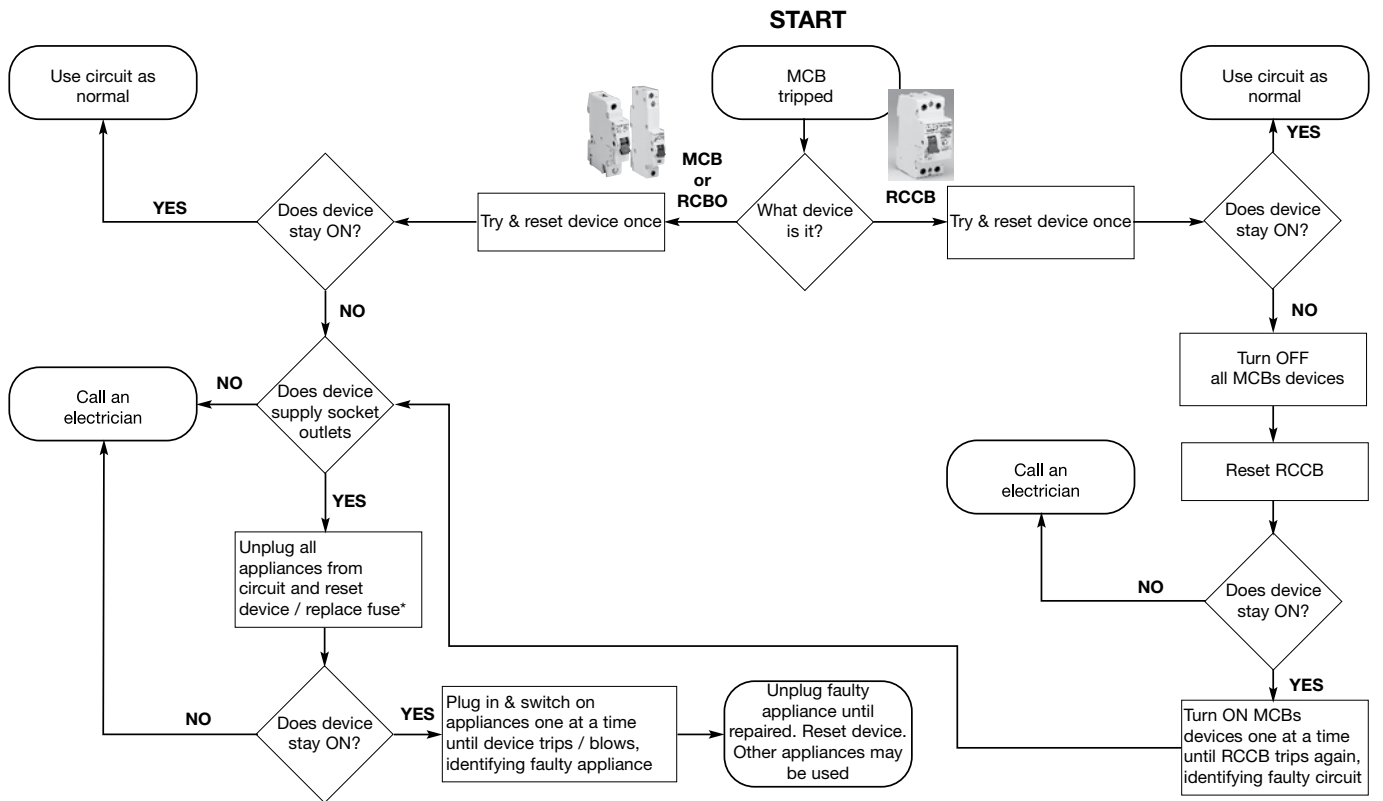 START
MCB
tripped
What device
is it?
MCB
or
RCBO
Try & reset device once
Does device
stay ON?
YES
Use circuit as
normal
NO
Does device
supply socket
outlets
NO
Call an
electrician
YES
Unplug all
appliances from
circuit and reset
device / replace fuse*
Does device
stay ON?
NO
YES
Plug in & switch on
appliances one at a time
until device trips / blows,
identifying faulty appliance
Unplug faulty
appliance until
repaired. Reset device.
Other appliances may
be used
RCCB
Try & reset device once
Does device
stay ON?
YES
Use circuit as
normal
NO
Turn OFF
all MCBs devices
Reset RCCB
Does device
stay ON?
NO
Call an
electrician
YES
Turn ON MCBs
devices one at a time
until RCCB trips again,
identifying faulty circuit